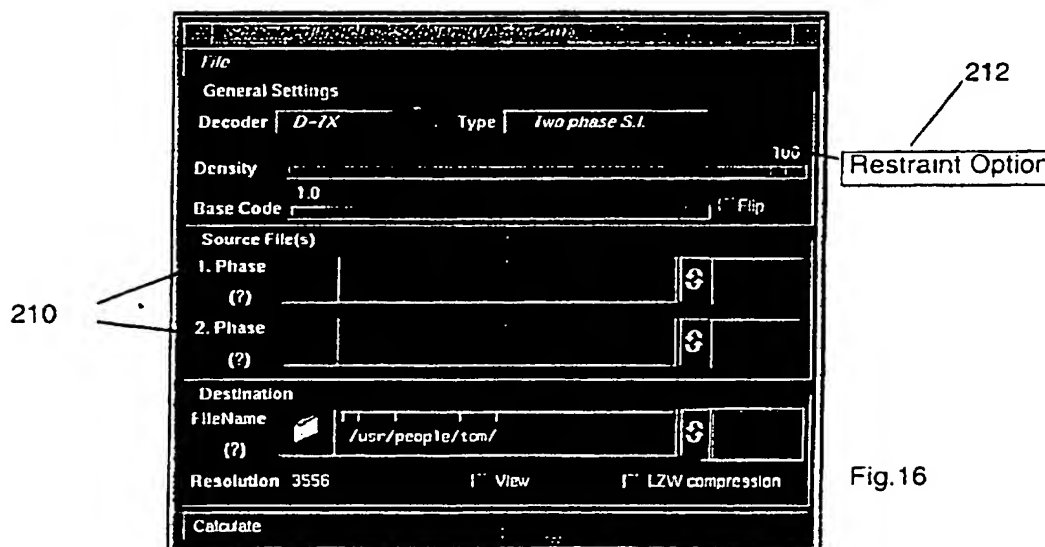 File
General Settings
Decoder D-7X Type Two phase S.I.
212
100
Restraint Option
Density
1.0
Base Code Flip
Source File(s)
1. Phase
(?)
210
2. Phase
(?)
Destination
FileName
/usr/people/tom/
(?)
Resolution 3556 View LZW compression
Fig.16
Calculate